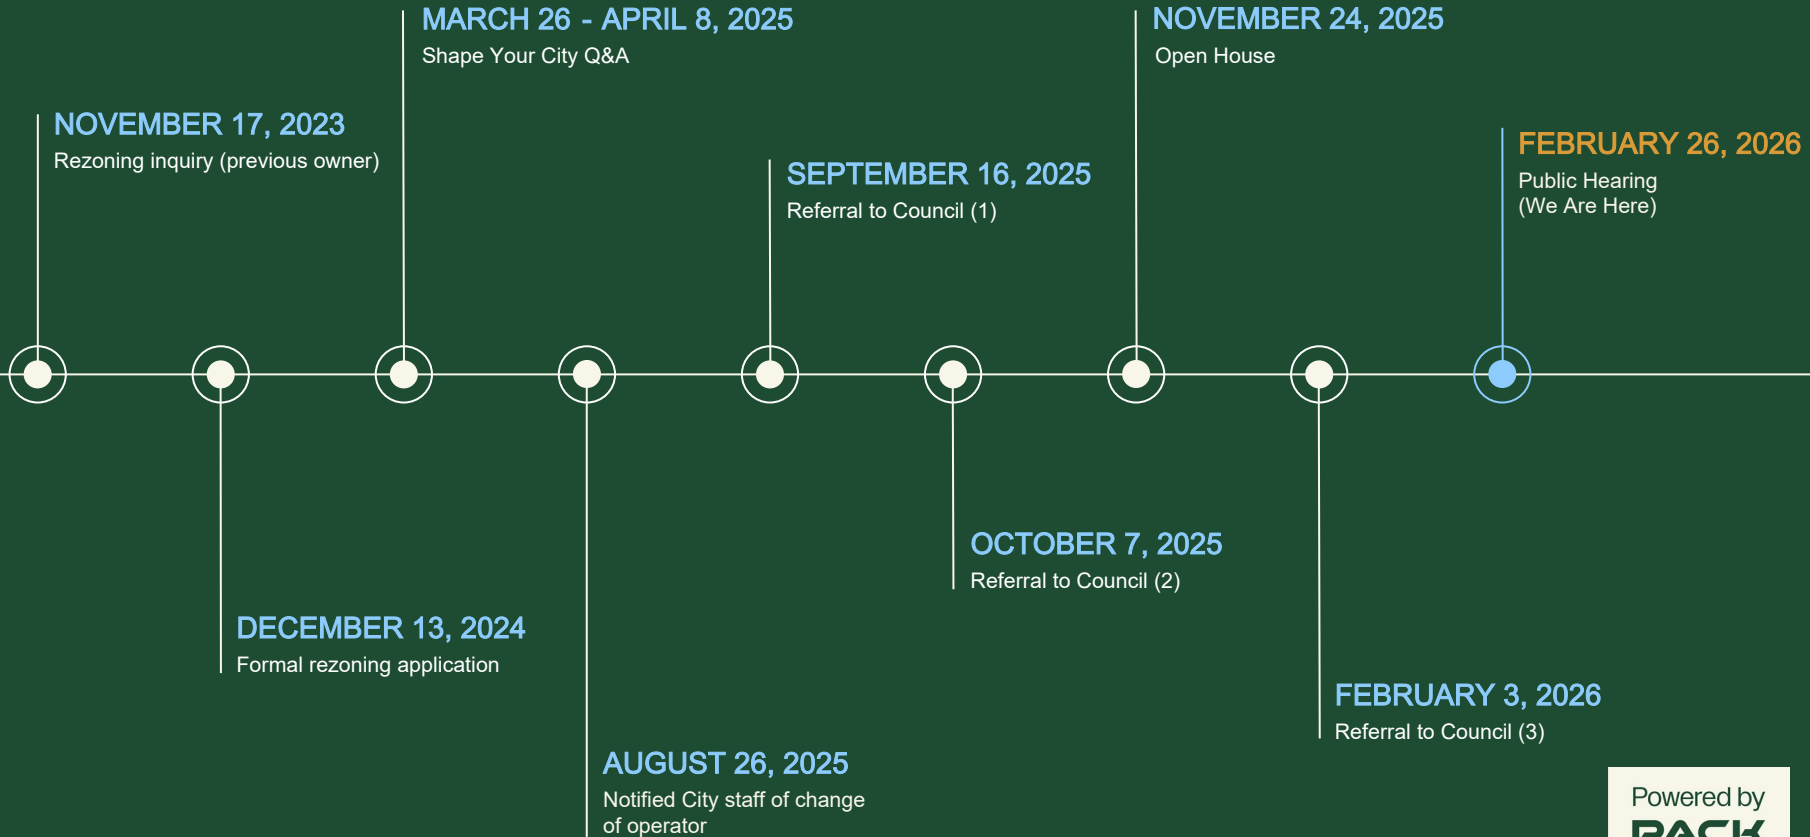 MARCH 26 - APRIL 8, 2025
Shape Your City Q&A
NOVEMBER 24, 2025
Open House
NOVEMBER 17, 2023
Rezoning inquiry (previous owner)
FEBRUARY 26, 2026
Public Hearing
(We Are Here)
SEPTEMBER 16, 2025
Referral to Council (1)
OCTOBER 7, 2025
Referral to Council (2)
DECEMBER 13, 2024
Formal rezoning application
FEBRUARY 3, 2026
Referral to Council (3)
AUGUST 26, 2025
Notified City staff of change
of operator
Powered by